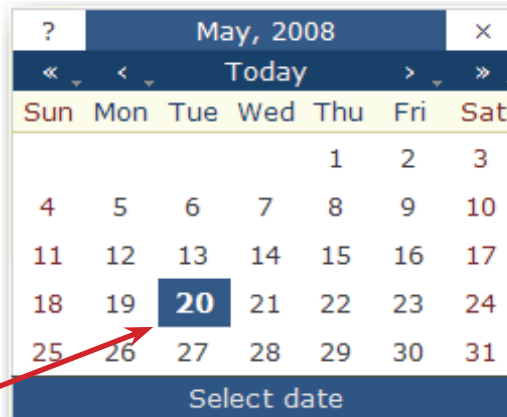 ? May, 2008 ×
« ‹ Today › »
Sun Mon Tue Wed Thu Fri Sat
1 2 3
4 5 6 7 8 9 10
11 12 13 14 15 16 17
18 19 20 21 22 23 24
25 26 27 28 29 30 31
Select date